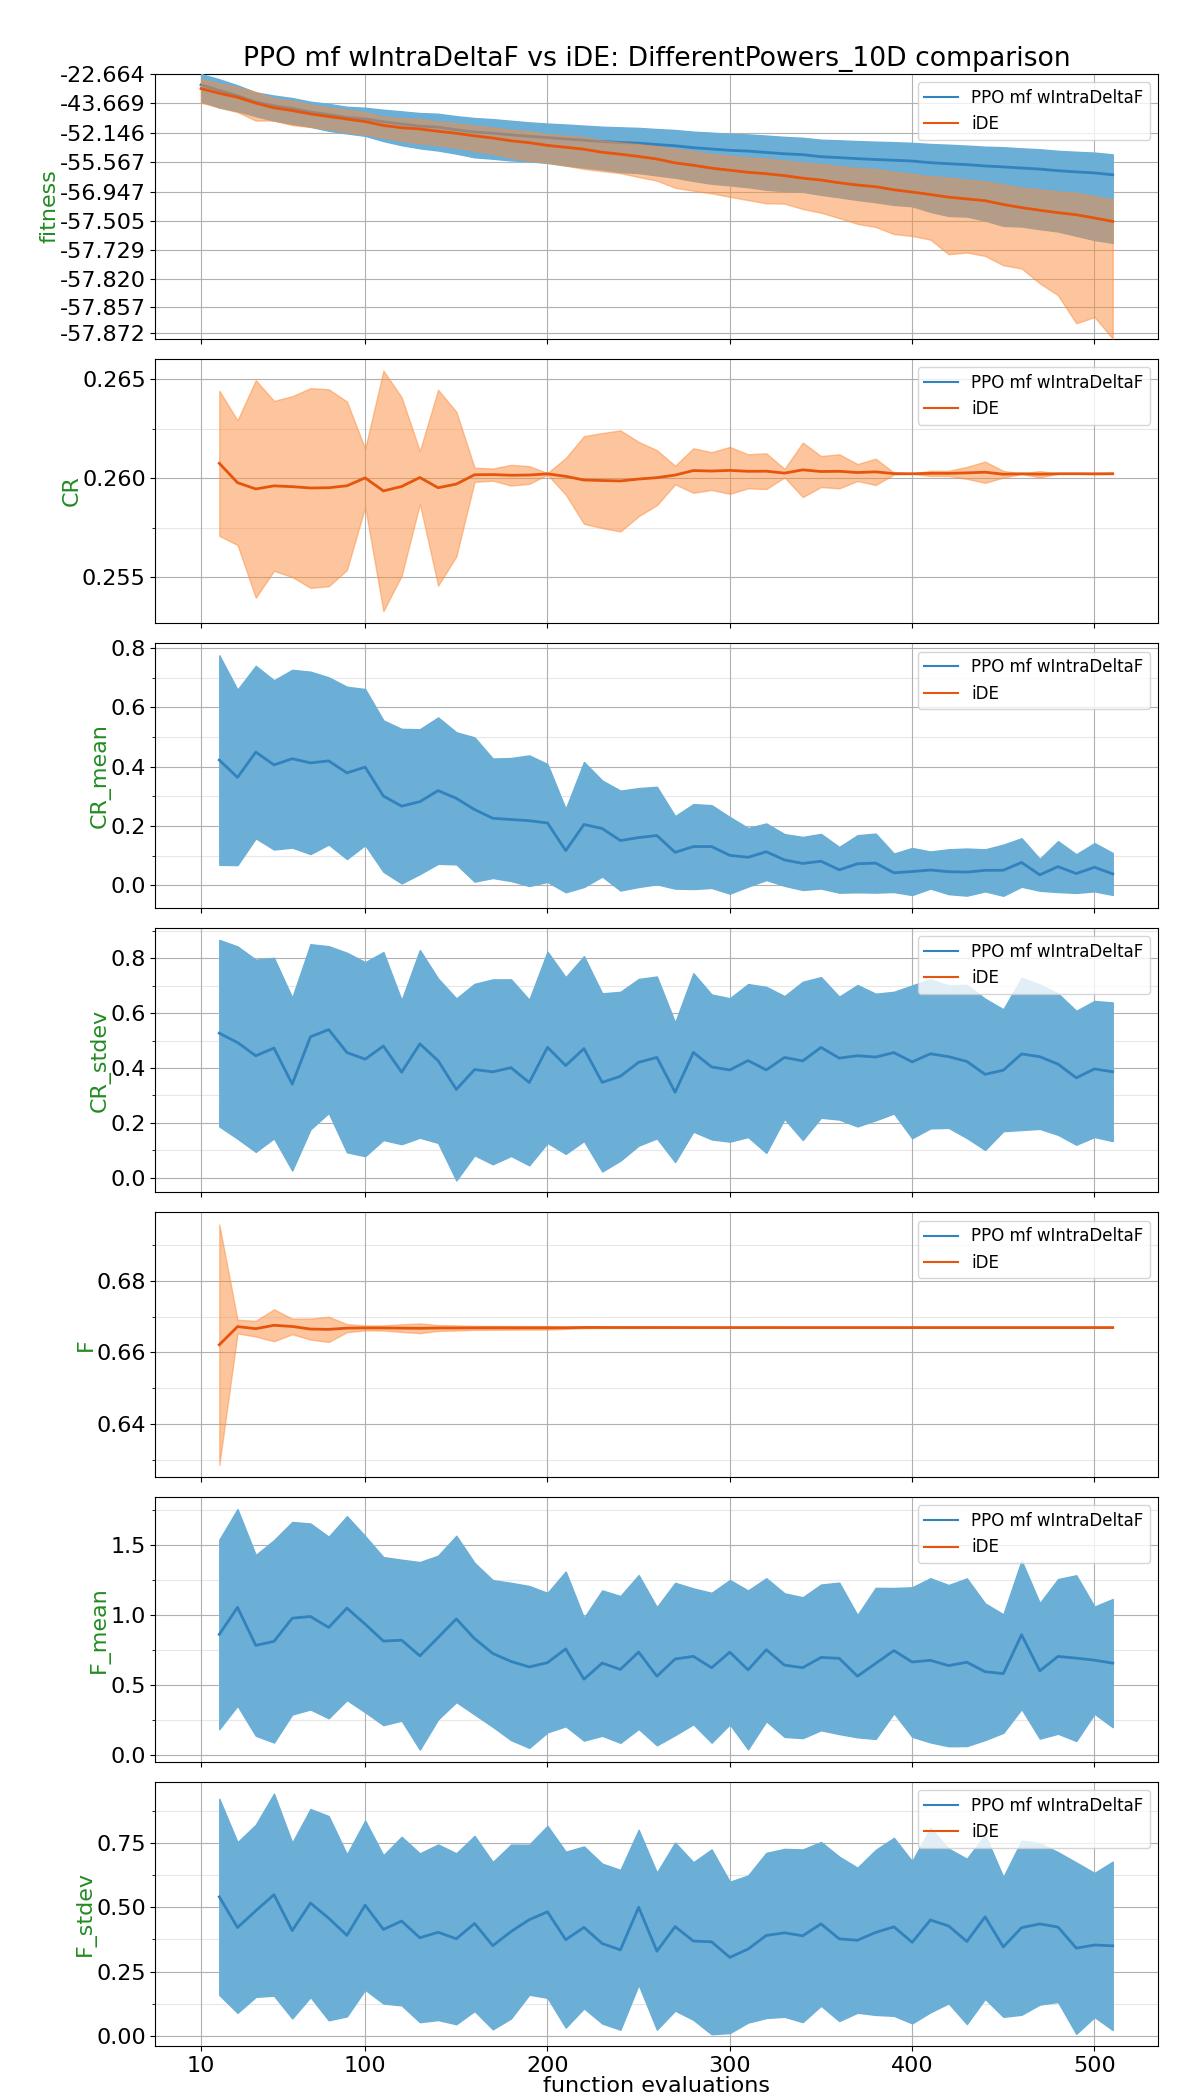 PPO mf wIntraDeltaF vs iDE: DifferentPowers_10D comparison
fitness
-22.664
-43.669
-52.146
-55.567
-56.947
-57.505
-57.729
-57.820
-57.857
-57.872
PPO mf wIntraDeltaF
iDE
CR
0.265
0.260
0.255
PPO mf wIntraDeltaF
iDE
CR_mean
0.8
0.6
0.4
0.2
0.0
PPO mf wIntraDeltaF
iDE
CR_stdev
0.8
0.6
0.4
0.2
0.0
PPO mf wIntraDeltaF
iDE
F
0.68
0.66
0.64
PPO mf wIntraDeltaF
iDE
F_mean
1.5
1.0
0.5
0.0
PPO mf wIntraDeltaF
iDE
F_stdev
0.75
0.50
0.25
0.00
PPO mf wIntraDeltaF
iDE
10 100 200 300 400 500
function evaluations